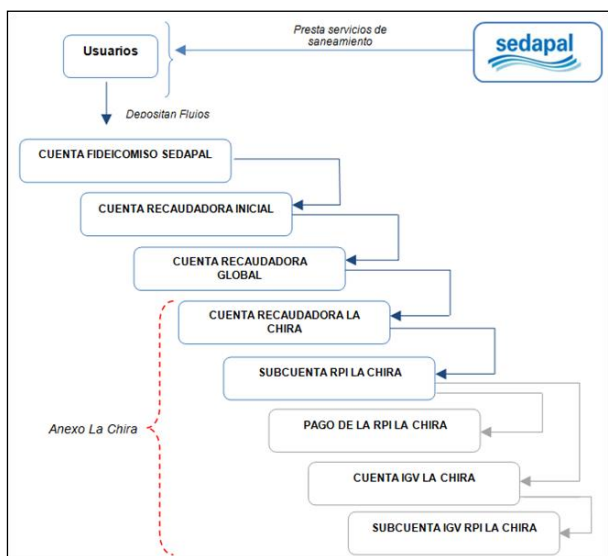 Presta servicios de
saneamiento
Usuarios
sedapal
Depositan Fluios
CUENTA FIDEICOMISO SEDAPAL
CUENTA RECAUDADORA INICIAL
CUENTA RECAUDADORA
GLOBAL
CUENTA RECAUDADORA LA
CHIRA
SUBCUENTA RPI LA CHIRA
Anexo La Chira
PAGO DE LA RPI LA CHIRA
CUENTA IGV LA CHIRA
SUBCUENTA IGV RPI LA CHIRA